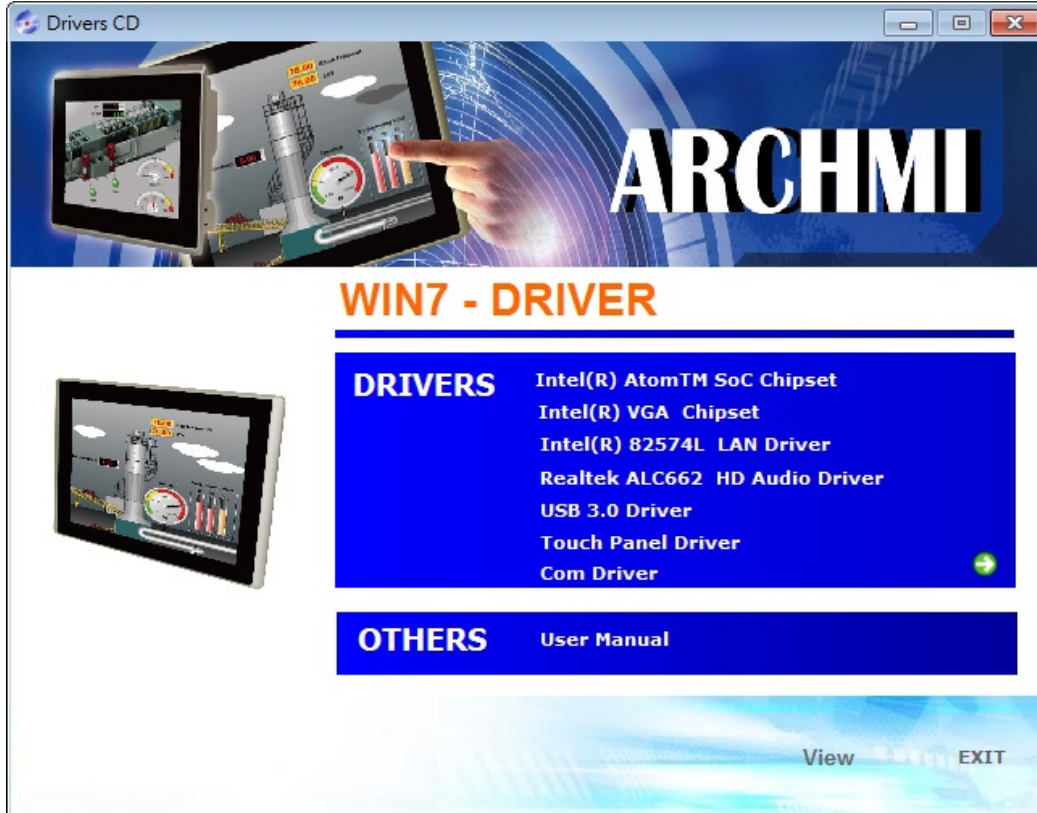 Drivers CD
ARCHMI
WIN7 - DRIVER
DRIVERS
Intel(R) AtomTM SoC Chipset
Intel(R) VGA Chipset
Intel(R) 82574L LAN Driver
Realtek ALC662 HD Audio Driver
USB 3.0 Driver
Touch Panel Driver
Com Driver
OTHERS
User Manual
View
EXIT